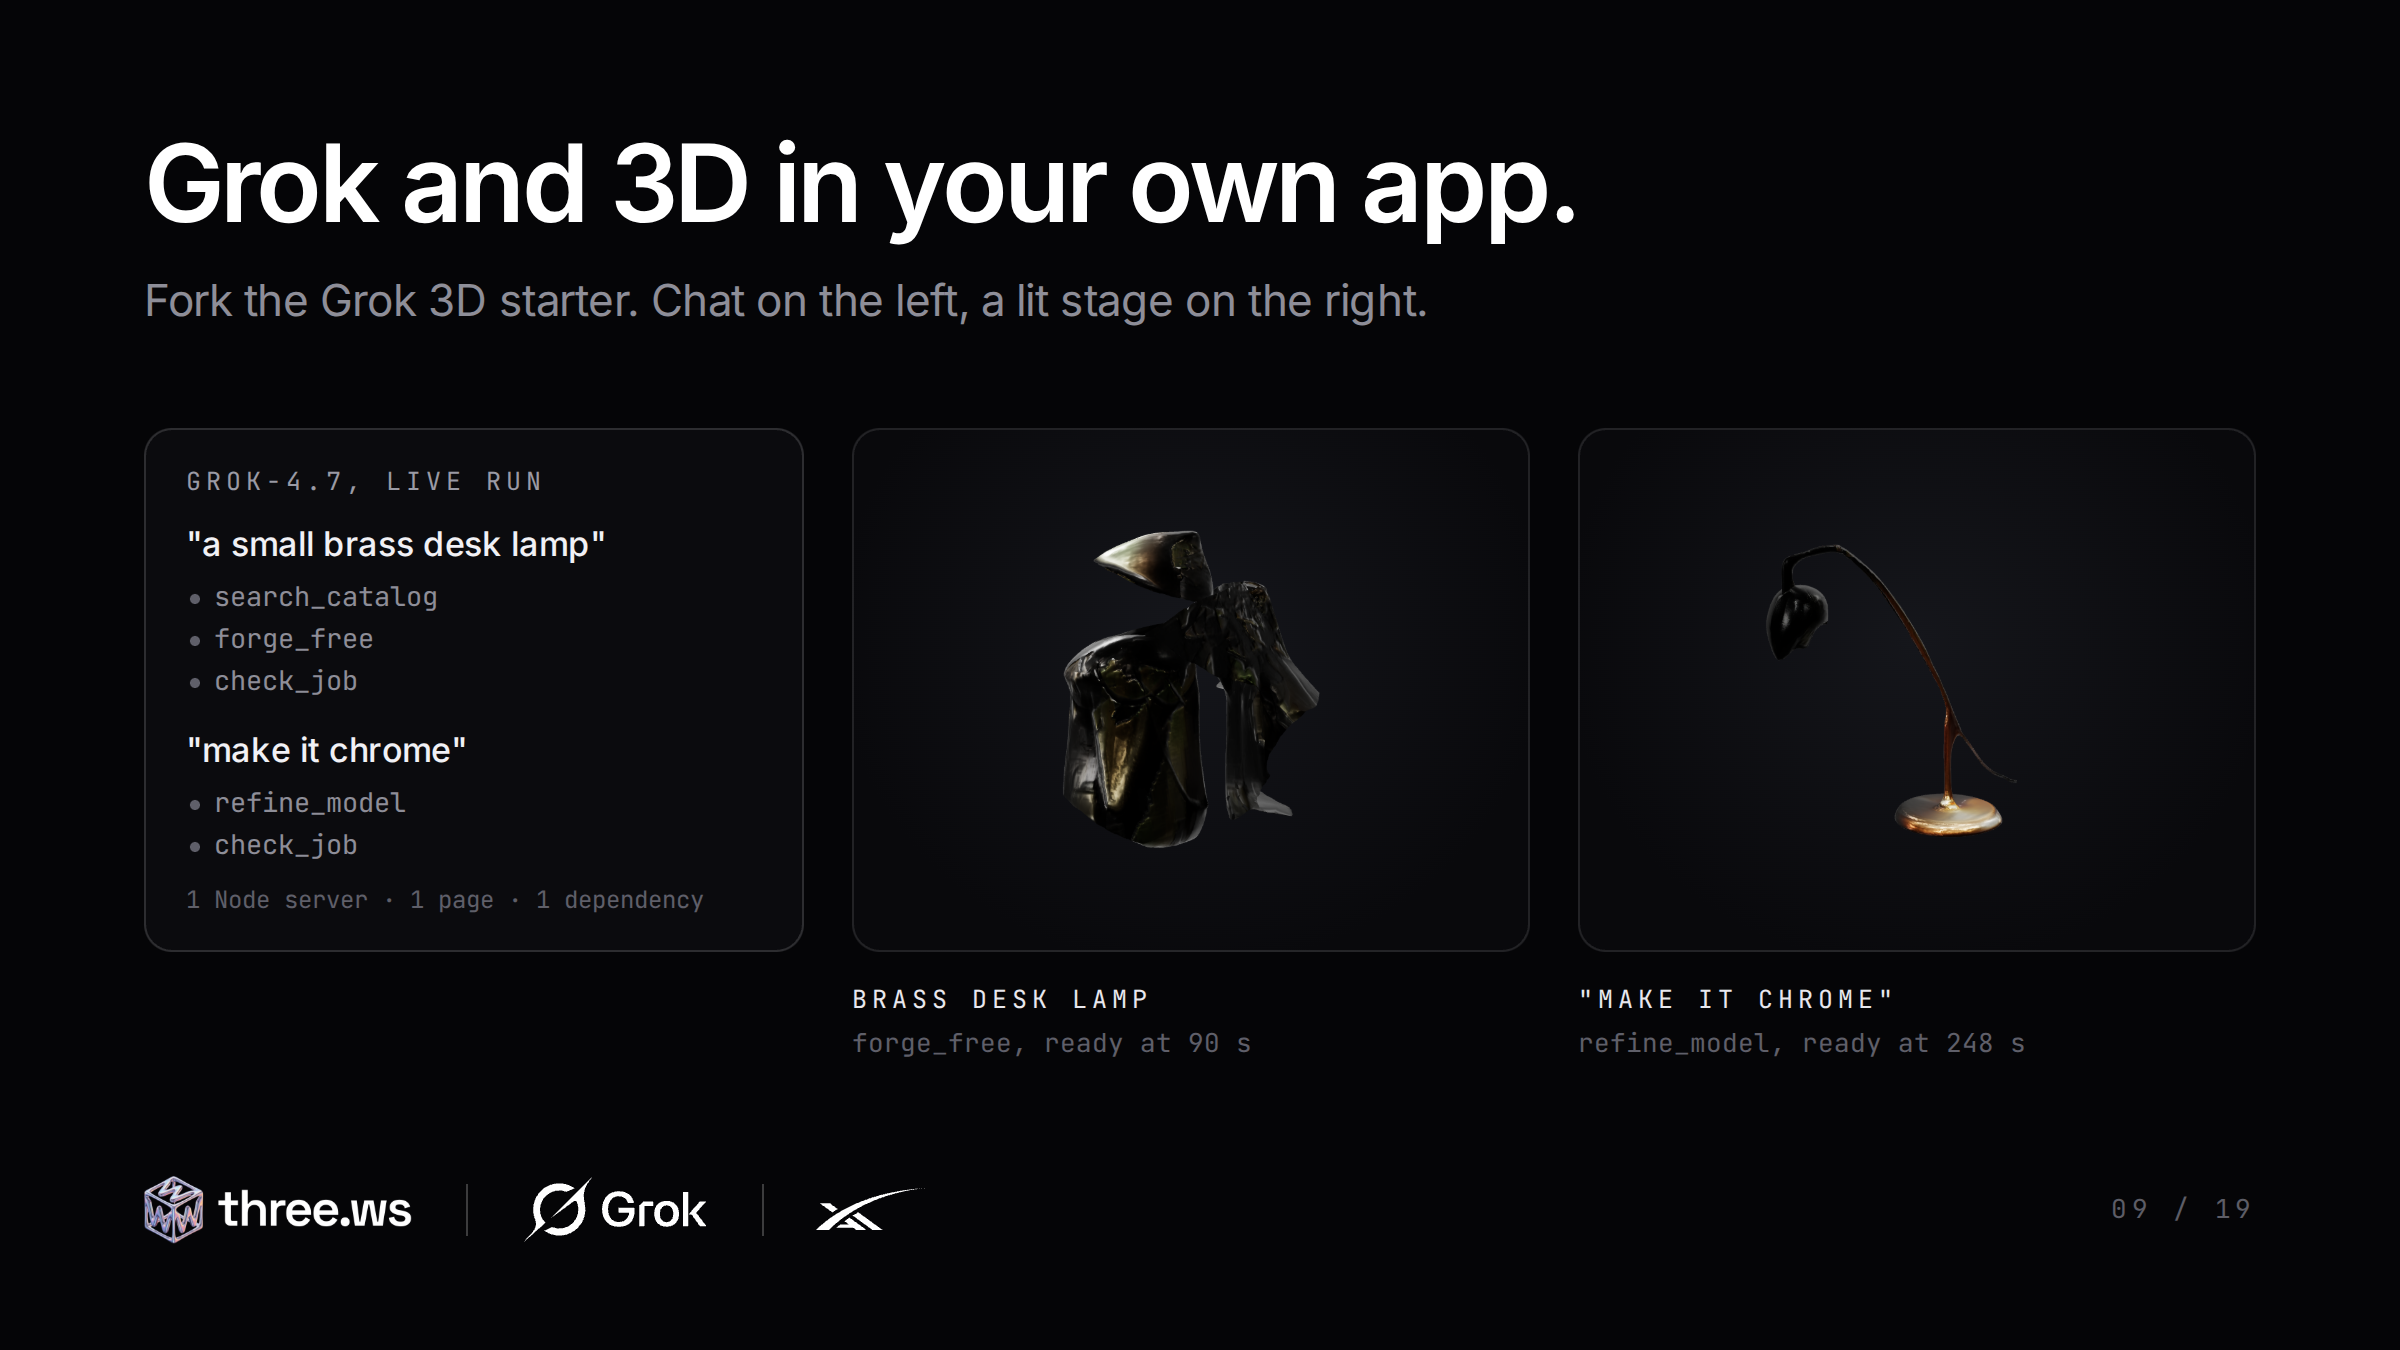 Grok and 3D in your own app.
Fork the Grok 3D starter. Chat on the left, a lit stage on the right.
GROK-4.7, LIVE RUN
"a small brass desk lamp"
search_catalog
forge_free
check_job
"make it chrome"
refine_model
check_job
1 Node server · 1 page · 1 dependency
BRASS DESK LAMP
forge_free, ready at 90 s
"MAKE IT CHROME"
refine_model, ready at 248 s
three.ws
Grok
09 / 19